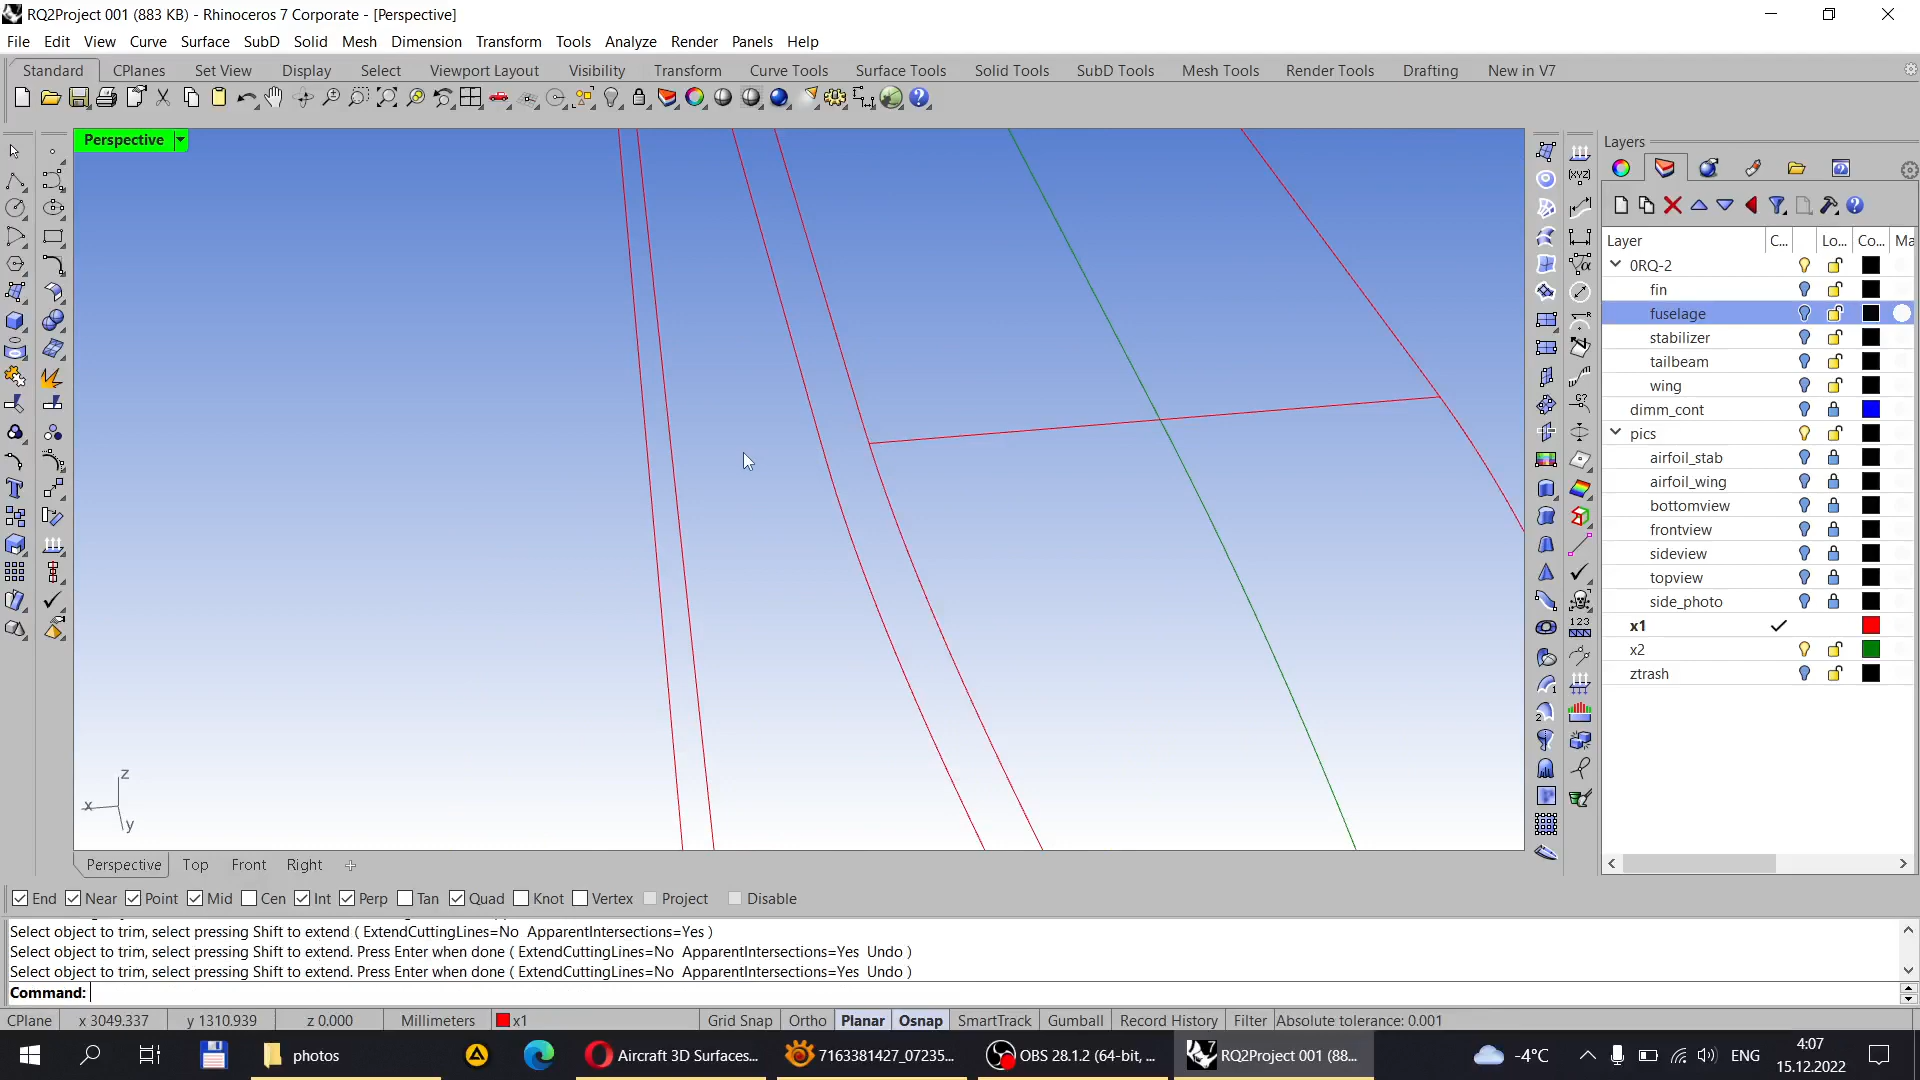 RQ2Project 001 (883 KB) - Rhinoceros 7 Corporate - [Perspective]
File Edit View Curve Surface SubD Solid Mesh Dimension Transform Tools Analyze Render Panels Help
Standard CPlanes Set View Display Select Viewport Layout Visibility Transform Curve Tools Surface Tools Solid Tools SubD Tools Mesh Tools Render Tools Drafting New in V7
Perspective
Layers
Layer C... Lo... Co... Ma
0RQ-2
fin
fuselage
stabilizer
tailbeam
wing
dimm_cont
pics
airfoil_stab
airfoil_wing
bottomview
frontview
sideview
topview
side_photo
x1
x2
ztrash
z
x
y
Perspective Top Front Right
End Near Point Mid Cen Int Perp Tan Quad Knot Vertex Project Disable
Select object to trim, select pressing Shift to extend ( ExtendCuttingLines=No ApparentIntersections=Yes )
Select object to trim, select pressing Shift to extend. Press Enter when done ( ExtendCuttingLines=No ApparentIntersections=Yes Undo )
Select object to trim, select pressing Shift to extend. Press Enter when done ( ExtendCuttingLines=No ApparentIntersections=Yes Undo )
Command:
CPlane x 3049.337 y 1310.939 z 0.000 Millimeters x1 Grid Snap Ortho Planar Osnap SmartTrack Gumball Record History Filter Absolute tolerance: 0.001
photos Aircraft 3D Surfaces... 7163381427_07235... OBS 28.1.2 (64-bit, ... RQ2Project 001 (88... -4°C ENG 4:07
15.12.2022